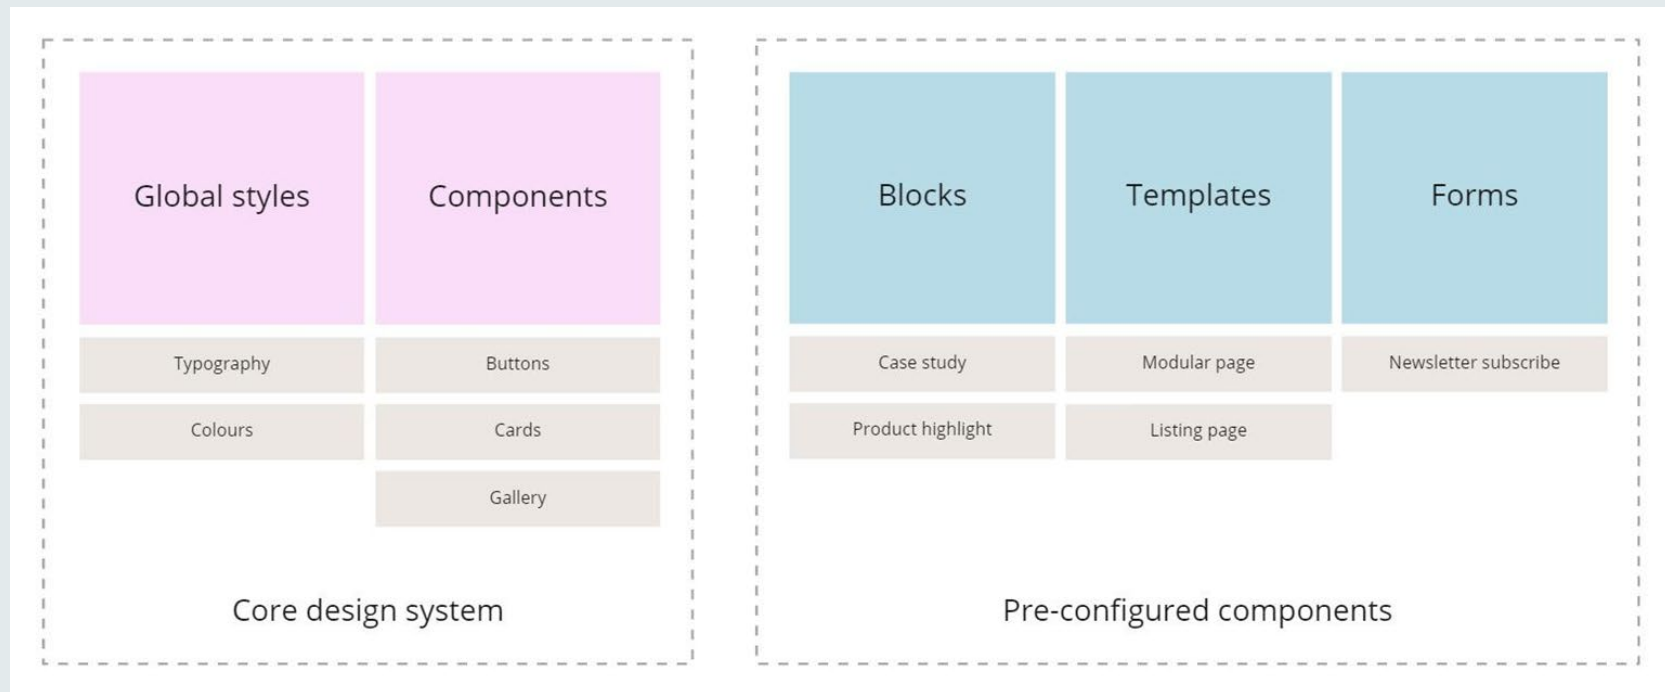 Global styles
Components
Typography
Buttons
Colours
Cards
Gallery
Core design system
Blocks
Templates
Forms
Case study
Modular page
Newsletter subscribe
Product highlight
Listing page
Pre-configured components